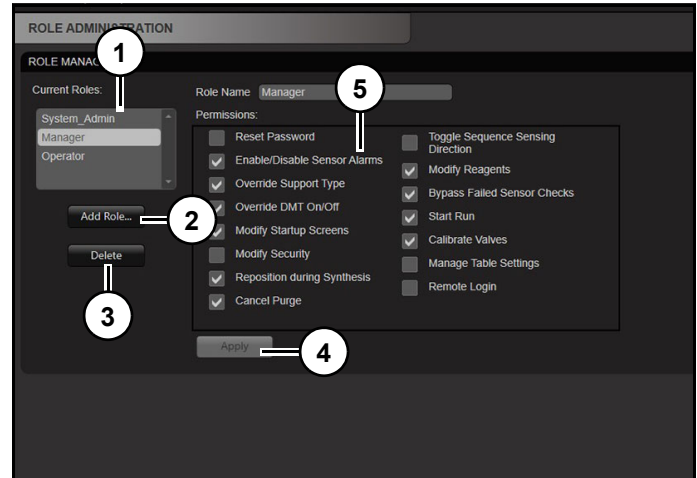 ROLE ADMINISTRATION
1
ROLE MANAG
5
Current Roles:
Role Name Manager
System_Admin
Manager
Operator
Permissions:
Reset Password
Enable/Disable Sensor Alarms
Override Support Type
Override DMT On/Off
Modify Startup Screens
Modify Security
Reposition during Synthesis
Cancel Purge
Toggle Sequence Sensing
Direction
Modify Reagents
Bypass Failed Sensor Checks
Start Run
Calibrate Valves
Manage Table Settings
Remote Login
Add Role...
2
Delete
3
Apply
4